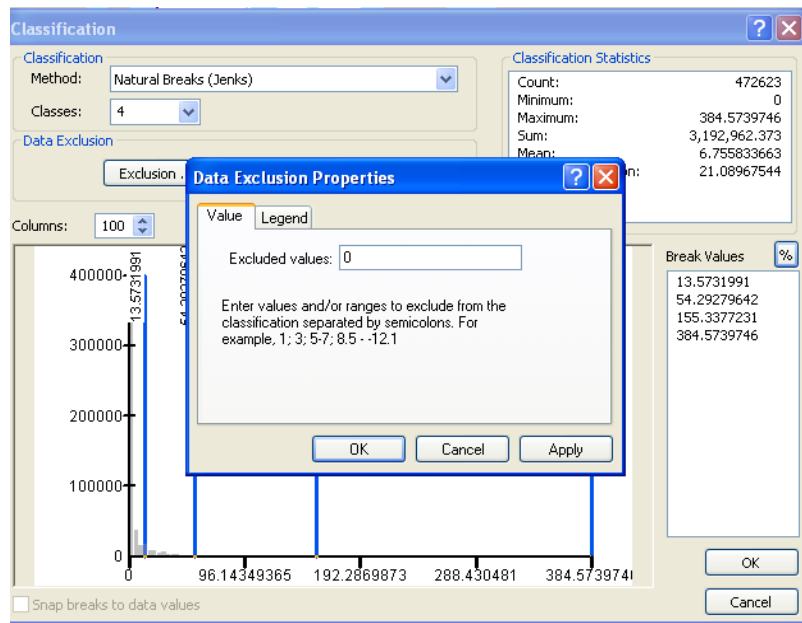 Classification
Classification
Method: Natural Breaks (Jenks)
Classes: 4
Data Exclusion
Exclusion .
Classification Statistics
Count: 472623
Minimum: 0
Maximum: 384.5739746
Sum: 3,192,962.373
Mean: 6.755833663
n: 21.08967544
Data Exclusion Properties
Value Legend
Excluded values: 0
Enter values and/or ranges to exclude from the
classification separated by semicolons. For
example, 1; 3; 5-7; 8.5 - -12.1
OK Cancel Apply
Columns: 100
13.5731991
400000
300000
200000
100000
0
0 96.14349365 192.2869873 288.430481 384.5739746
Break Values %
13.5731991
54.29279642
155.3377231
384.5739746
OK
Snap breaks to data values
Cancel